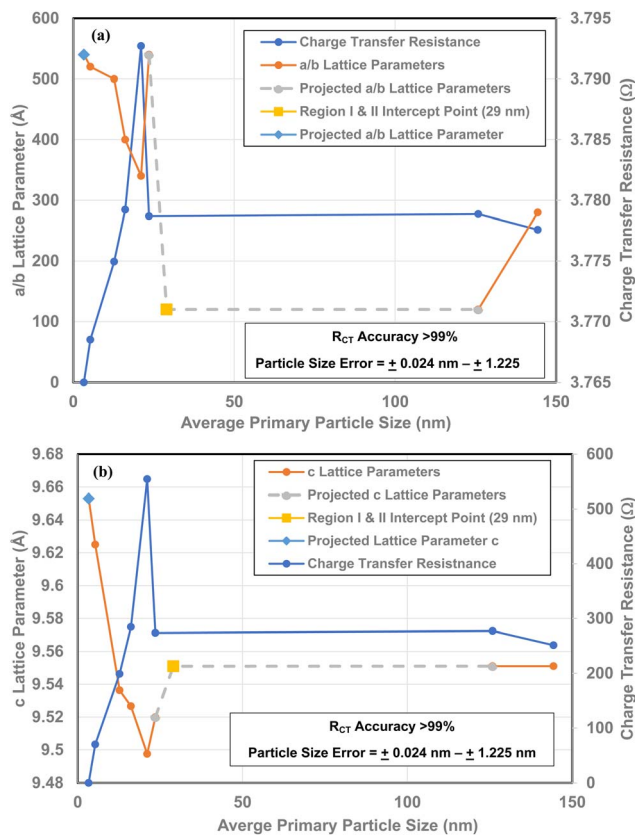 (a)
Charge Transfer Resistance
a/b Lattice Parameters
Projected a/b Lattice Parameters
Region I & II Intercept Point (29 nm)
Projected a/b Lattice Parameter
600
500
400
300
200
100
0
a/b Lattice Parameter (Å)
3.795
3.790
3.785
3.780
3.775
3.770
3.765
Charge Transfer Resistance (Ω)
RCT Accuracy >99%
Particle Size Error = + 0.024 nm – + 1.225
0 50 100 150
Average Primary Particle Size (nm)
(b)
c Lattice Parameters
Projected c Lattice Parameters
Region I & II Intercept Point (29 nm)
Projected Lattice Parameter c
Charge Transfer Resistnance
9.68
9.66
9.64
9.62
9.6
9.58
9.56
9.54
9.52
9.5
9.48
c Lattice Parameter (Å)
600
500
400
300
200
100
0
Charge Transfer Resistance (Ω)
RCT Accuracy >99%
Particle Size Error = + 0.024 nm – + 1.225 nm
0 50 100 150
Averge Primary Particle Size (nm)